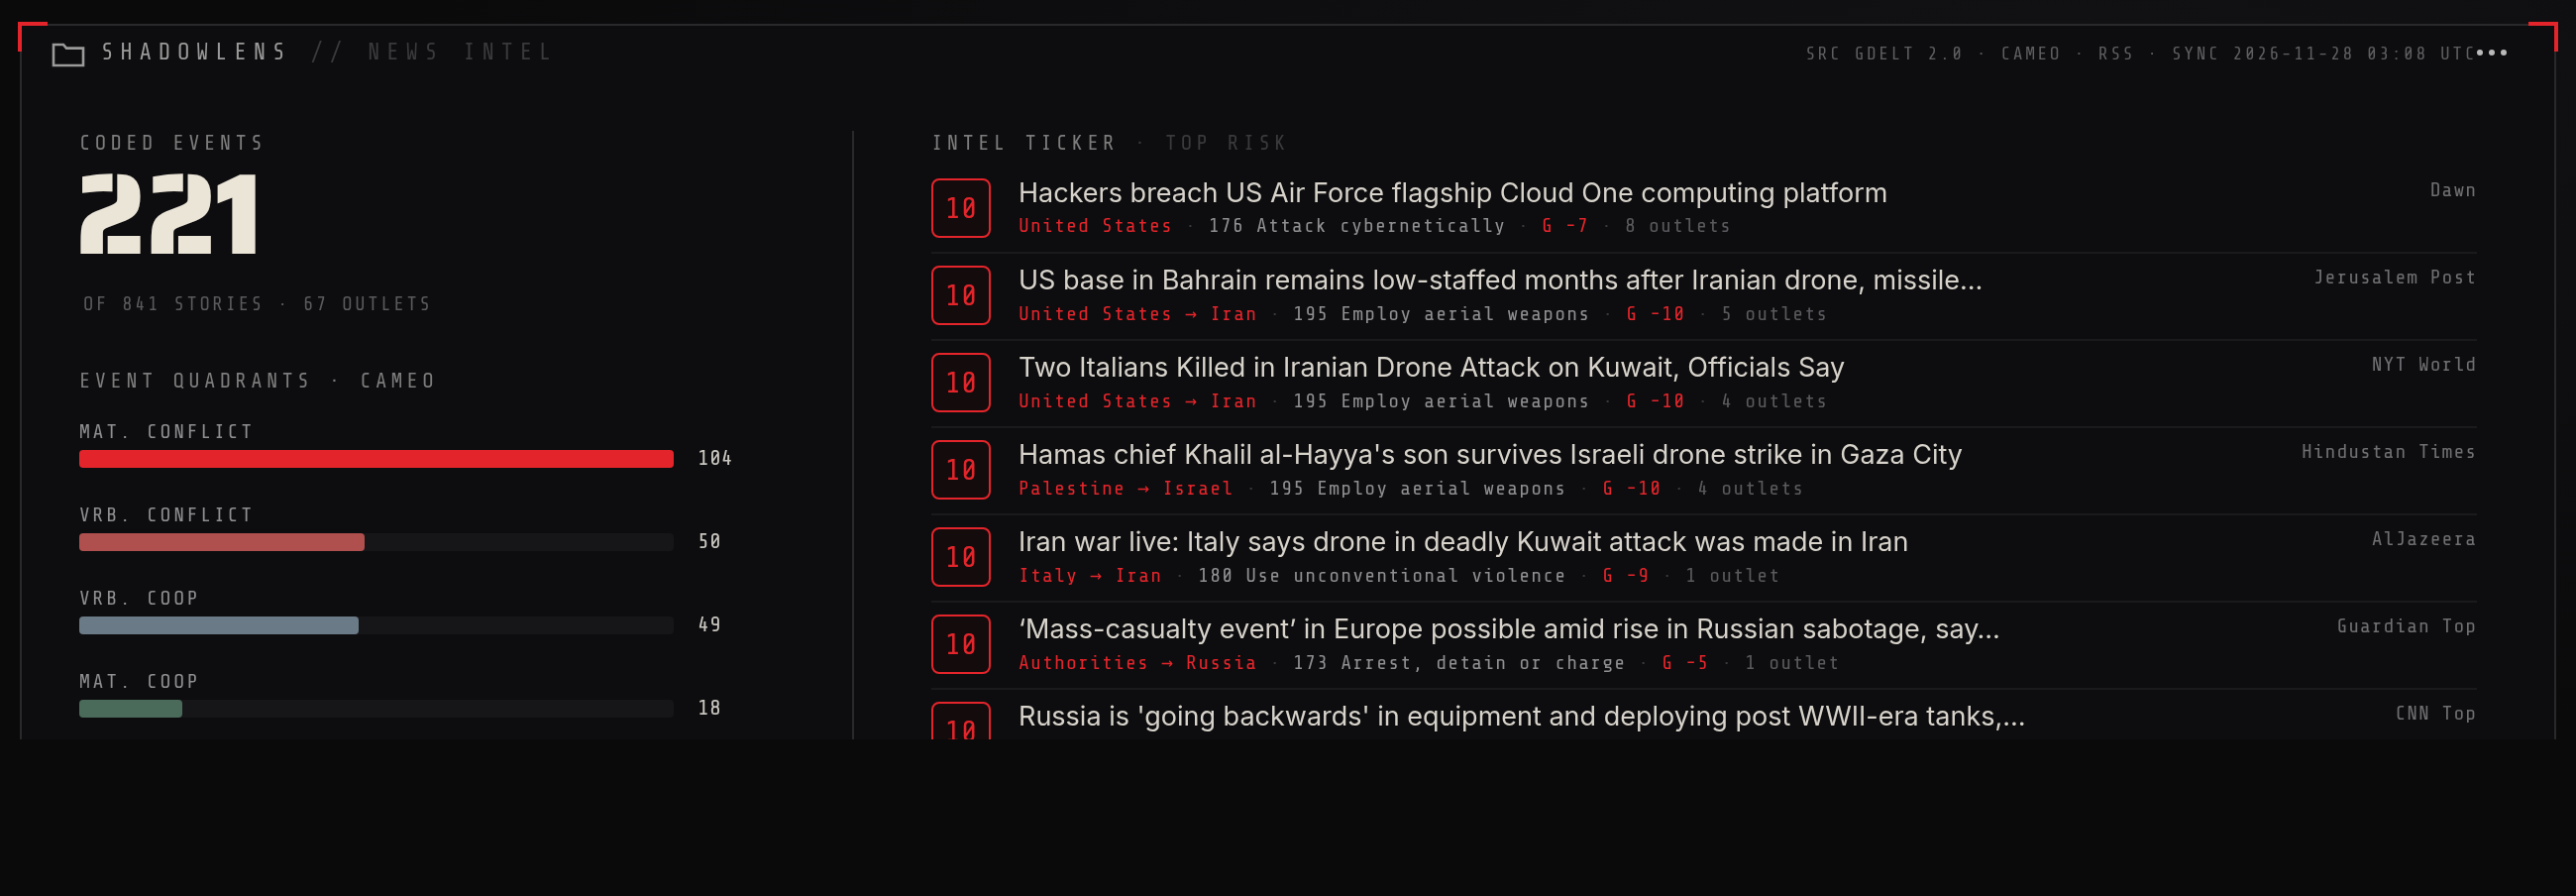 SHADOWLENS // NEWS INTEL
SRC GDELT 2.0 · CAMEO · RSS · SYNC 2026-11-28 03:08 UTC
CODED EVENTS
221
OF 841 STORIES · 67 OUTLETS
EVENT QUADRANTS · CAMEO
MAT. CONFLICT
104
VRB. CONFLICT
50
VRB. COOP
49
MAT. COOP
18
INTEL TICKER · TOP RISK
10 Hackers breach US Air Force flagship Cloud One computing platform Dawn
United States · 176 Attack cybernetically · G -7 · 8 outlets
10 US base in Bahrain remains low-staffed months after Iranian drone, missile... Jerusalem Post
United States → Iran · 195 Employ aerial weapons · G -10 · 5 outlets
10 Two Italians Killed in Iranian Drone Attack on Kuwait, Officials Say NYT World
United States → Iran · 195 Employ aerial weapons · G -10 · 4 outlets
10 Hamas chief Khalil al-Hayya's son survives Israeli drone strike in Gaza City Hindustan Times
Palestine → Israel · 195 Employ aerial weapons · G -10 · 4 outlets
10 Iran war live: Italy says drone in deadly Kuwait attack was made in Iran AlJazeera
Italy → Iran · 180 Use unconventional violence · G -9 · 1 outlet
10 ‘Mass-casualty event’ in Europe possible amid rise in Russian sabotage, say... Guardian Top
Authorities → Russia · 173 Arrest, detain or charge · G -5 · 1 outlet
10 Russia is 'going backwards' in equipment and deploying post WWII-era tanks,... CNN Top